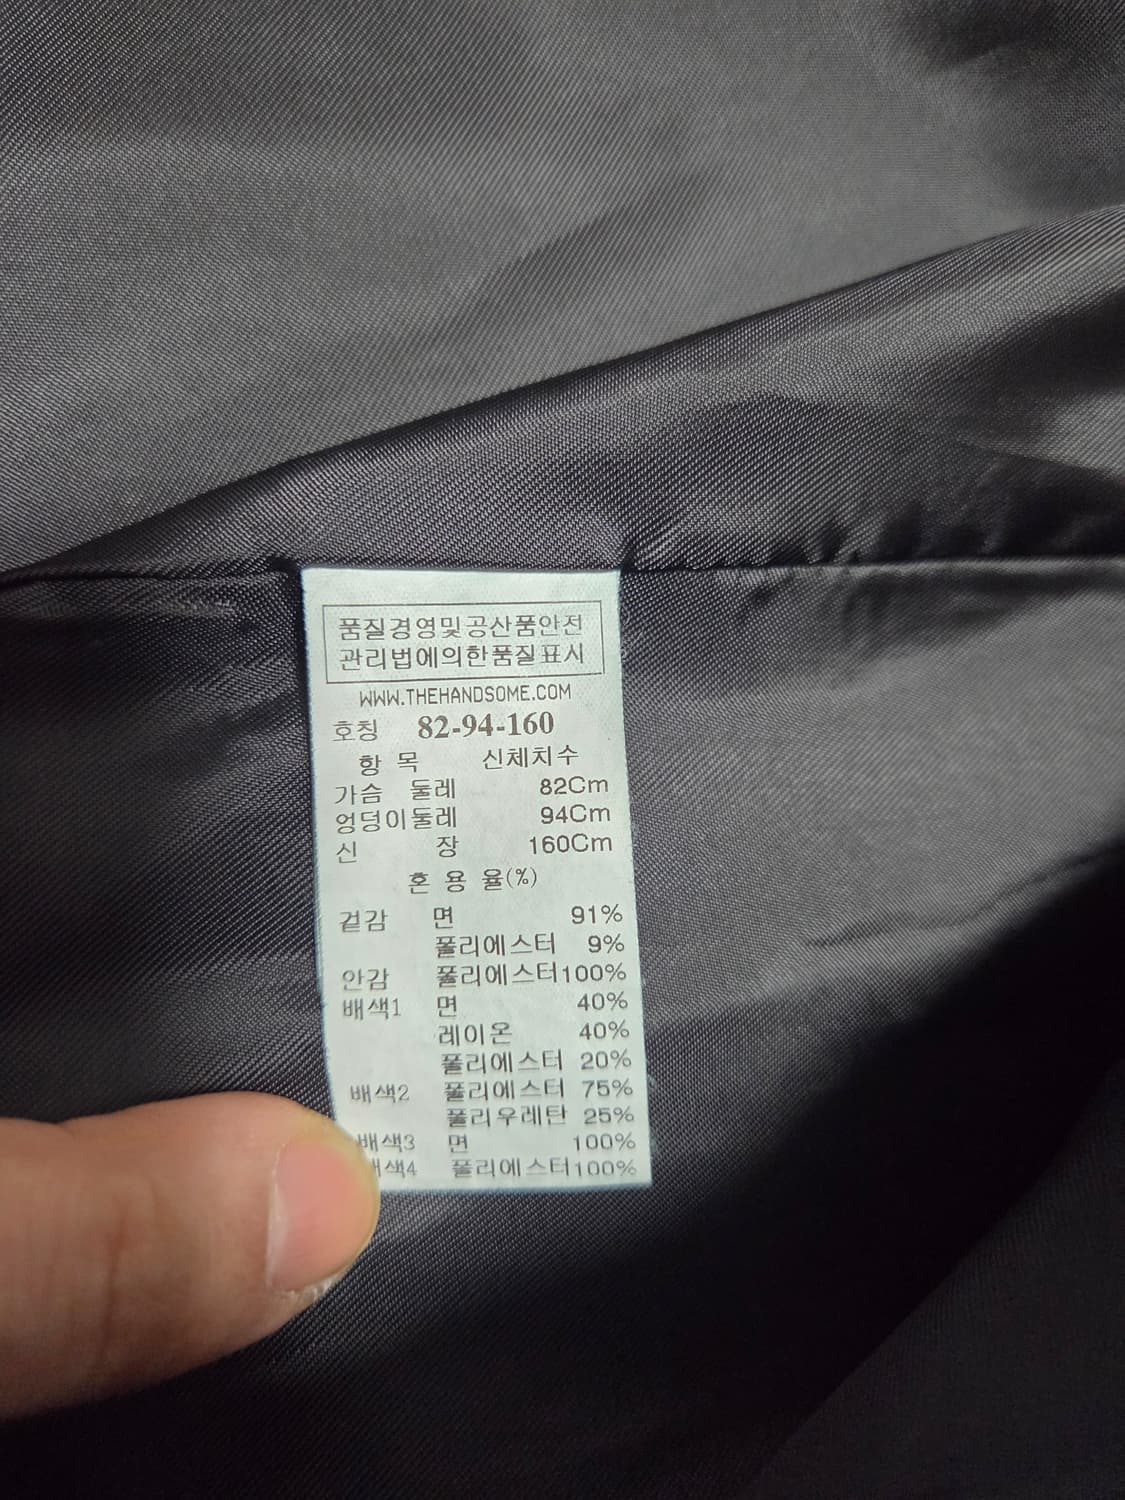 품질경영및공산품안전
관리법에의한품질표시
WWW.THEHANDSOME.COM
호칭 82-94-160
항 목 신체치수
가슴 둘레 82Cm
엉덩이둘레 94Cm
신 장 160Cm
혼 용 율(%)
겉감 면 91%
폴리에스터 9%
안감 폴리에스터100%
배색1 면 40%
레이온 40%
폴리에스터 20%
배색2 폴리에스터 75%
폴리우레탄 25%
배색3 면 100%
배색4 폴리에스터100%